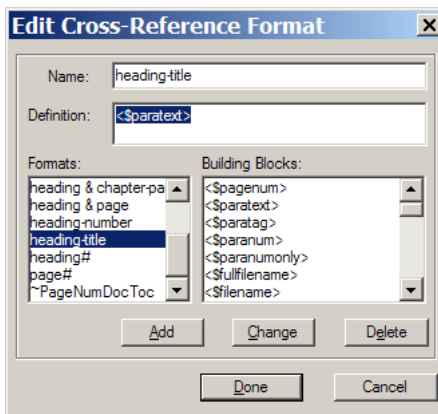 Edit Cross-Reference Format
Name: heading-title
Definition: <$paratext>
Formats: Building Blocks:
heading & chapter-pa <$pagenum>
heading & page <$paratext>
heading-number <$paratag>
heading-title <$paranum>
heading# <$paranumonly>
page# <$fullfilename>
~PageNumDocToc <$filename>
Add Change Delete
Done Cancel